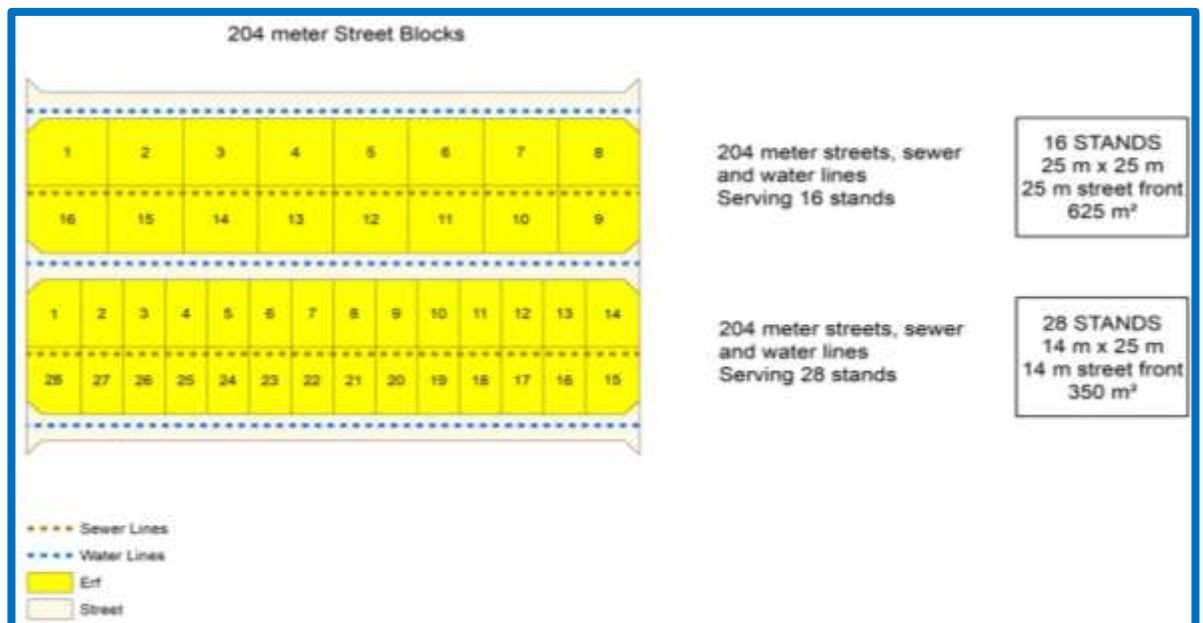 204 meter Street Blocks
1 2 3 4 5 6 7 8
16 15 14 13 12 11 10 9
204 meter streets, sewer
and water lines
Serving 16 stands
16 STANDS
25 m x 25 m
25 m street front
625 m²
1 2 3 4 5 6 7 8 9 10 11 12 13 14
28 27 26 25 24 23 22 21 20 19 18 17 16 15
204 meter streets, sewer
and water lines
Serving 28 stands
28 STANDS
14 m x 25 m
14 m street front
350 m²
Sewer Lines
Water Lines
Erf
Street